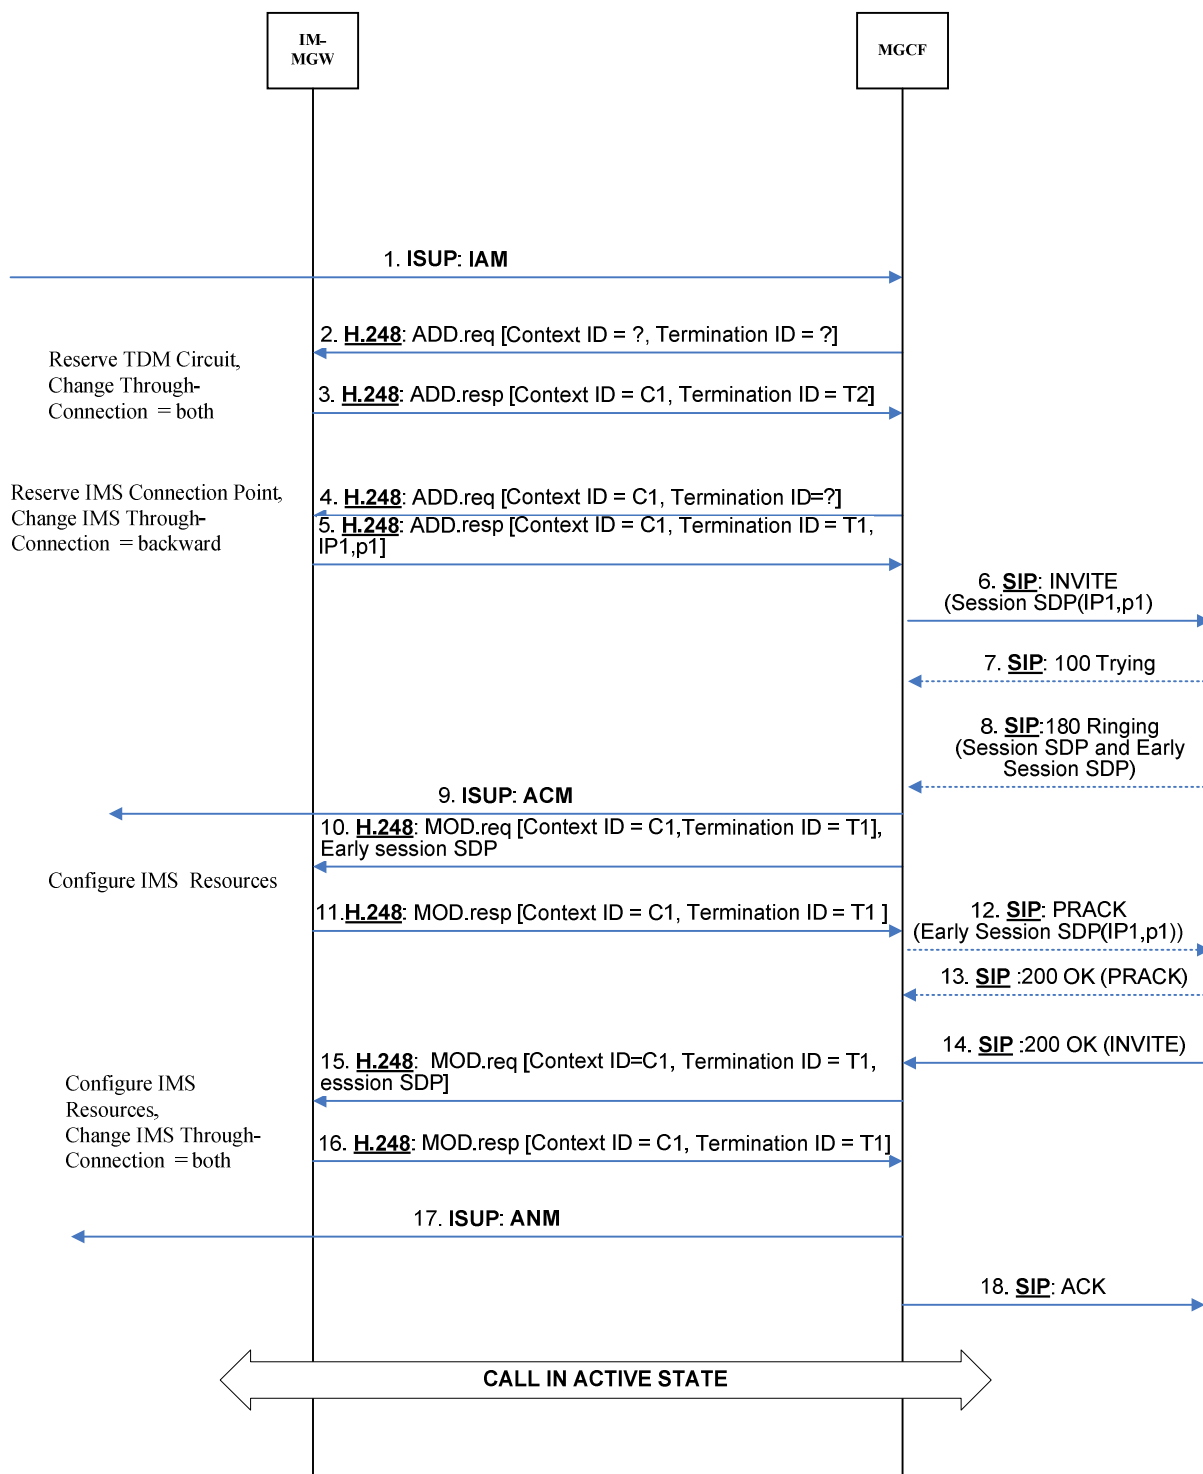 IM-
MGW
MGCF
1. ISUP: IAM
2. H.248: ADD.req [Context ID = ?, Termination ID = ?]
Reserve TDM Circuit,
Change Through-
Connection = both
3. H.248: ADD.resp [Context ID = C1, Termination ID = T2]
Reserve IMS Connection Point,
Change IMS Through-
Connection = backward
4. H.248: ADD.req [Context ID = C1, Termination ID=?]
5. H.248: ADD.resp [Context ID = C1, Termination ID = T1,
IP1,p1]
6. SIP: INVITE
(Session SDP(IP1,p1)
7. SIP: 100 Trying
8. SIP:180 Ringing
(Session SDP and Early
Session SDP)
9. ISUP: ACM
10. H.248: MOD.req [Context ID = C1,Termination ID = T1],
Early session SDP
Configure IMS Resources
11.H.248: MOD.resp [Context ID = C1, Termination ID = T1 ]
12. SIP: PRACK
(Early Session SDP(IP1,p1))
13. SIP :200 OK (PRACK)
14. SIP :200 OK (INVITE)
15. H.248: MOD.req [Context ID=C1, Termination ID = T1,
esssion SDP]
Configure IMS
Resources,
Change IMS Through-
Connection = both
16. H.248: MOD.resp [Context ID = C1, Termination ID = T1]
17. ISUP: ANM
18. SIP: ACK
CALL IN ACTIVE STATE